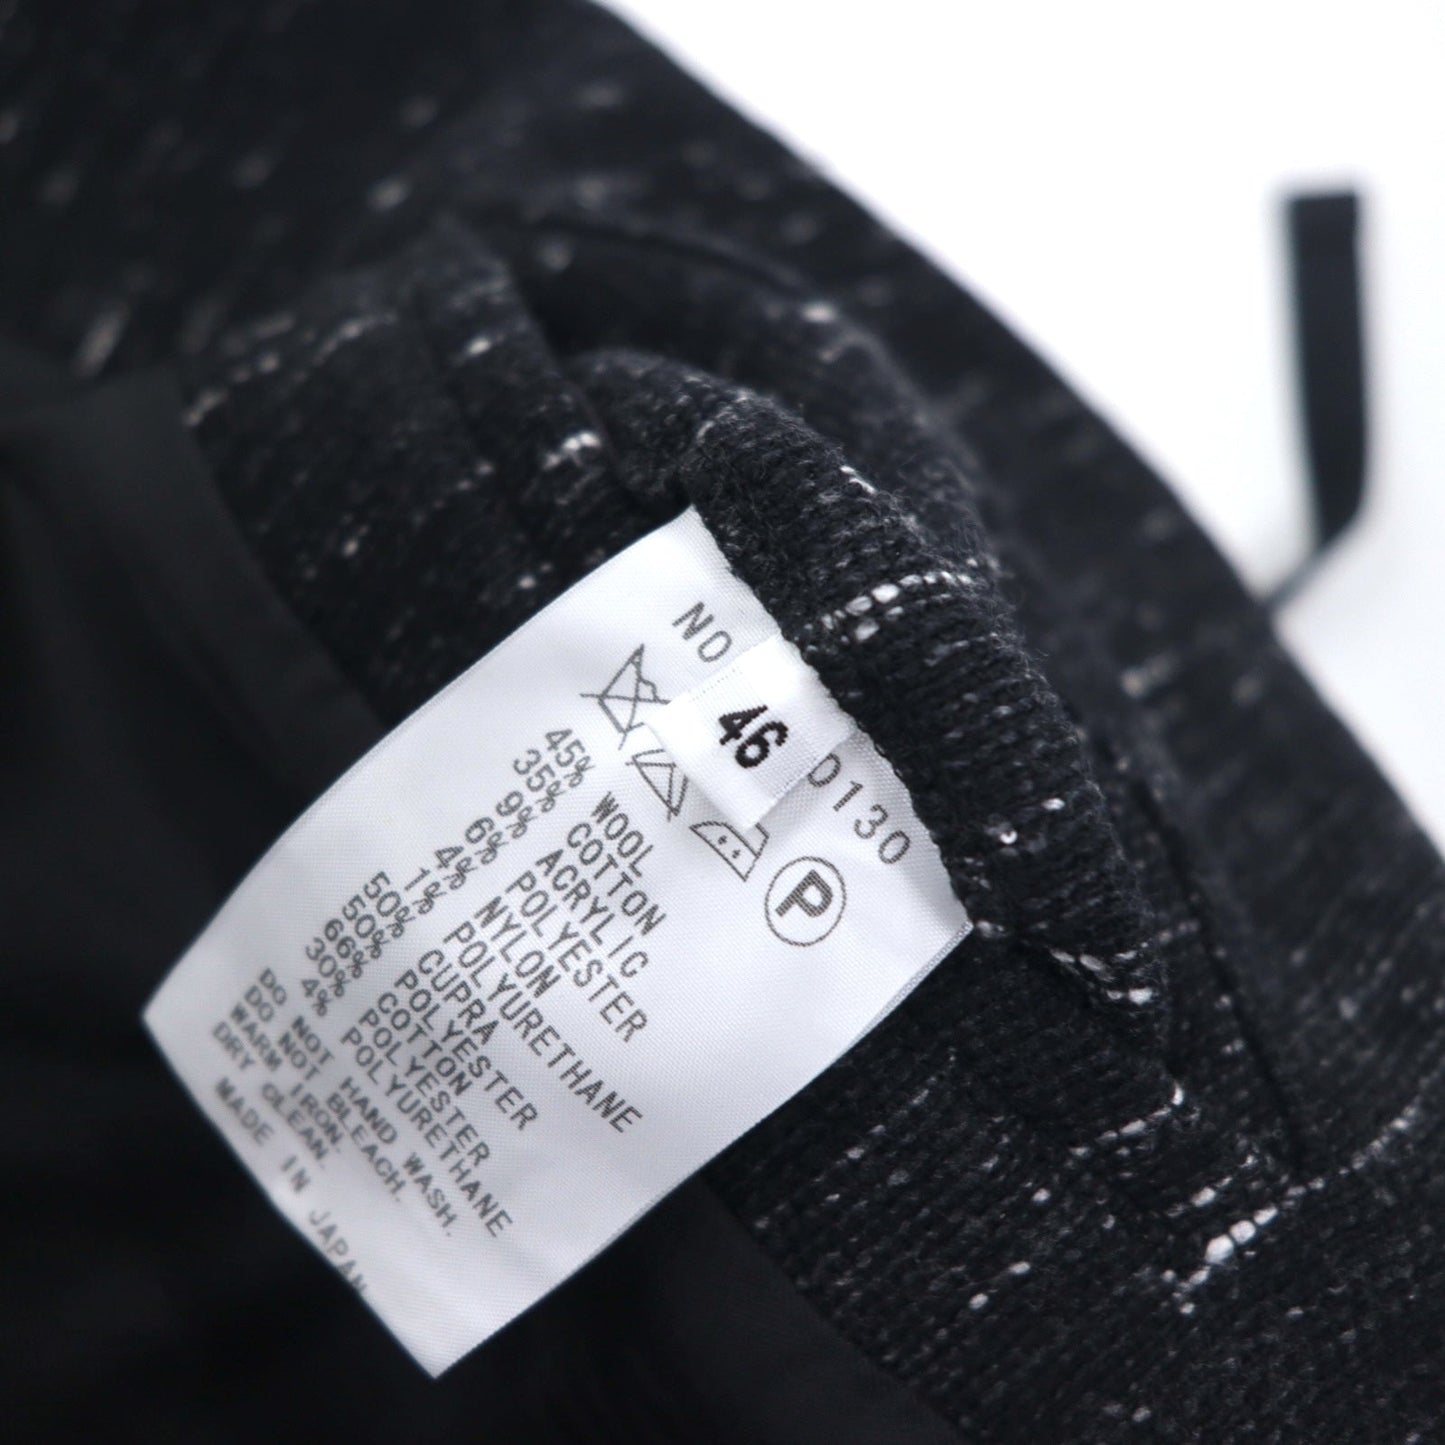 NO
0130
46
P
45% WOOL
35% COTTON
9% ACRYLIC
6% POLYESTER
4% NYLON
1% POLYURETHANE
50% CUPRA
50% POLYESTER
66% COTTON
30% POLYESTER
4% POLYURETHANE
DO NOT HAND WASH.
DO NOT BLEACH.
WARM IRON.
DRY CLEAN.
MADE IN JAPAN